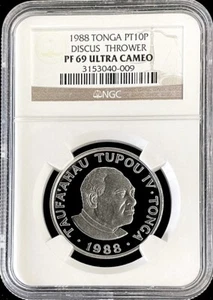 1988 TONGA PT10P
DISCUS THROWER
PF 69 ULTRA CAMEO
3153040-009
NGC
TAUFA'AHAU TUPOU IV·TONGA
·1988·